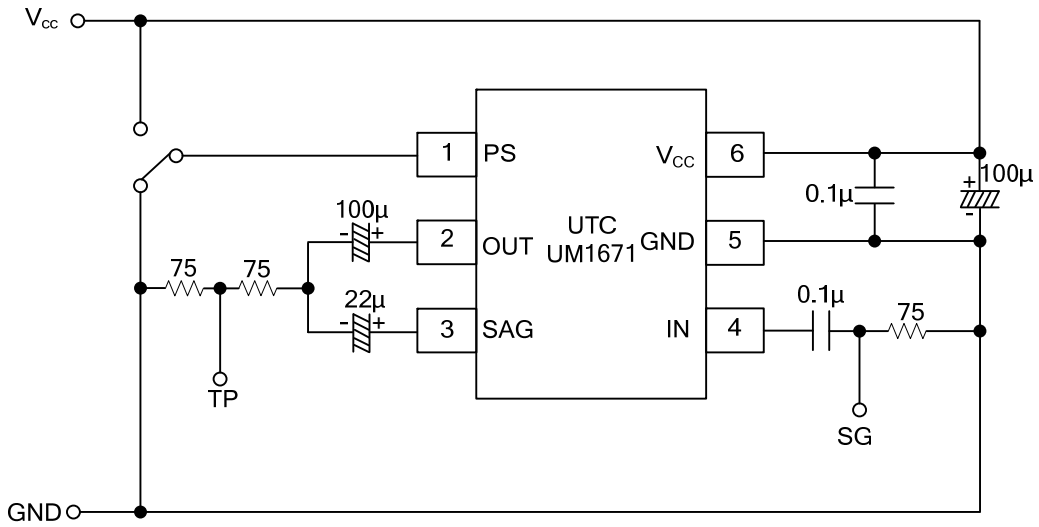 Vcc
1
PS
Vcc
6
100μ
+
-
0.1μ
100μ
-
+
2
OUT
UTC
UM1671
GND
5
75
75
22μ
-
+
3
SAG
IN
4
0.1μ
75
TP
SG
GND